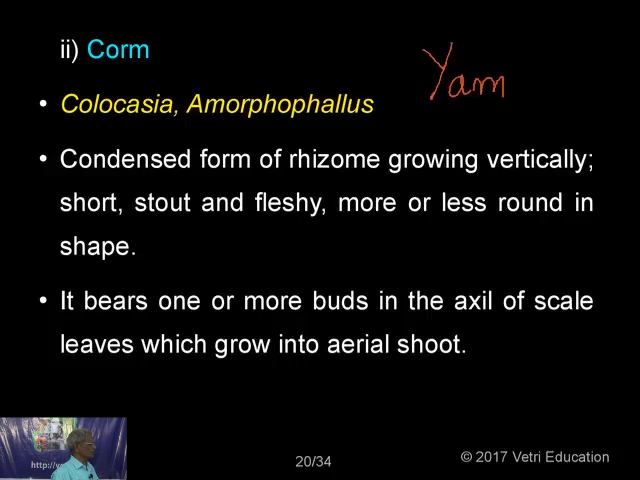 ii) Corm
Yam
• Colocasia, Amorphophallus
• Condensed form of rhizome growing vertically;
short, stout and fleshy, more or less round in
shape.
• It bears one or more buds in the axil of scale
leaves which grow into aerial shoot.
20/34
© 2017 Vetri Education